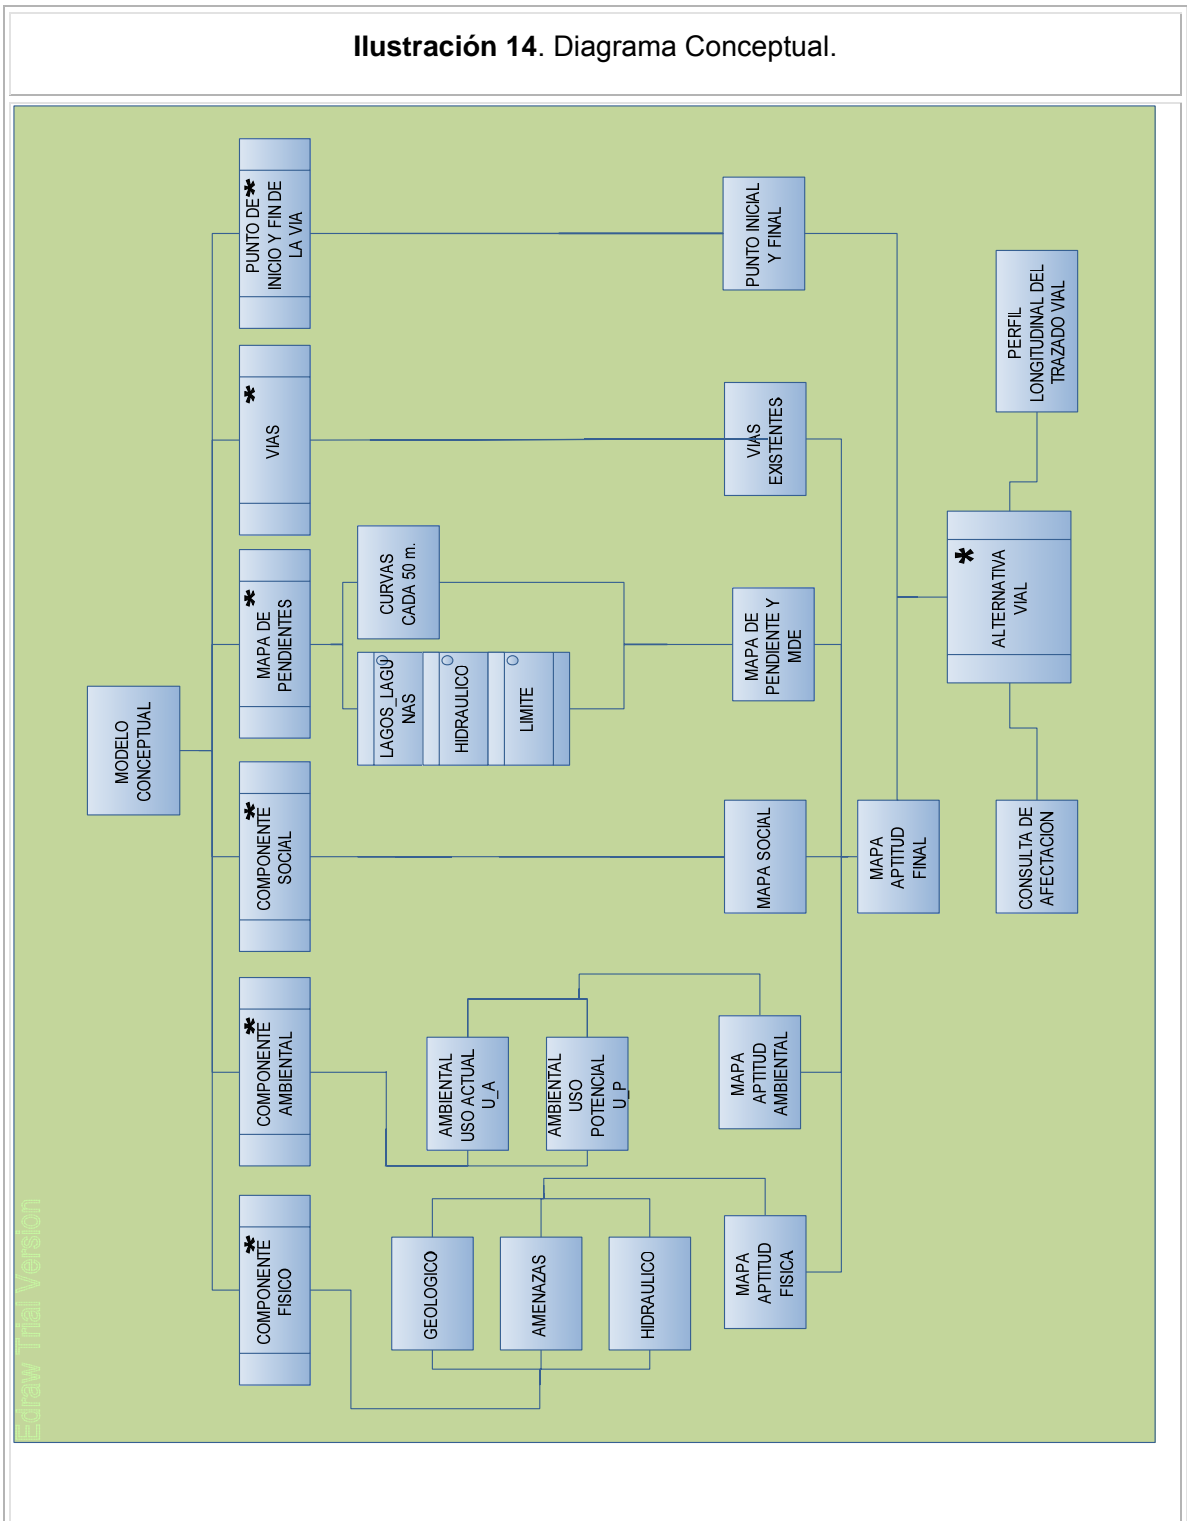 Ilustración 14. Diagrama Conceptual.
MODELO
CONCEPTUAL
COMPONENTE
FISICO
*
COMPONENTE
AMBIENTAL
*
COMPONENTE
SOCIAL
*
MAPA DE
PENDIENTES
*
VIAS
*
PUNTO DE
INICIO Y FIN DE
LA VIA
*
GEOLOGICO
AMENAZAS
HIDRAULICO
AMBIENTAL
USO ACTUAL
U_A
AMBIENTAL
USO
POTENCIAL
U_P
LAGOS_LAGU
NAS
HIDRAULICO
LIMITE
CURVAS
CADA 50 m.
MAPA
APTITUD
FISICA
MAPA
APTITUD
AMBIENTAL
MAPA SOCIAL
MAPA DE
PENDIENTE Y
MDE
VIAS
EXISTENTES
PUNTO INICIAL
Y FINAL
MAPA
APTITUD
FINAL
ALTERNATIVA
VIAL
*
CONSULTA DE
AFECTACION
PERFIL
LONGITUDINAL DEL
TRAZADO VIAL
Edraw Trial Version